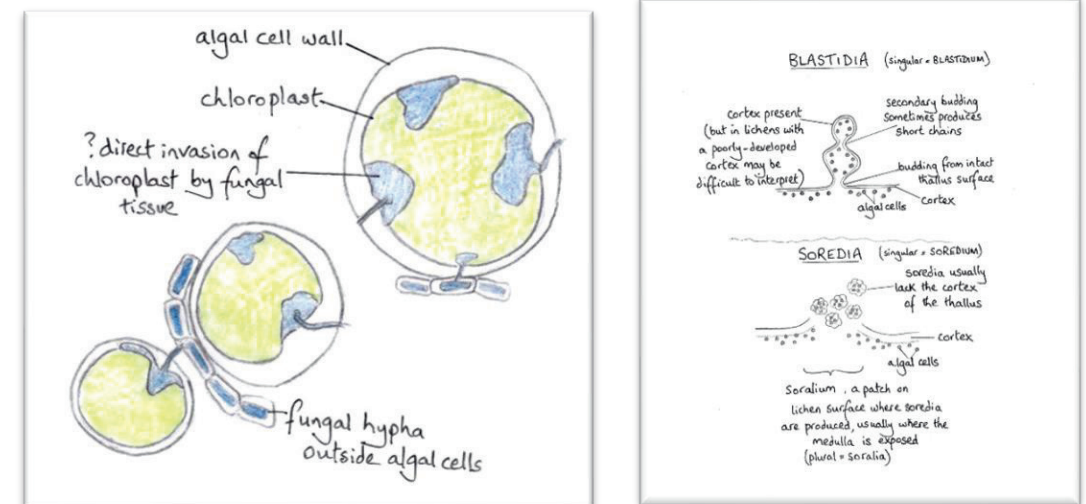 algal cell wall
chloroplast
? direct invasion of
chloroplast by fungal
tissue
fungal hypha
outside algal cells
BLASTIDIA (singular = BLASTIDIUM)
cortex present
(but in lichens with
a poorly-developed
cortex may be
difficult to interpret)
secondary budding
sometimes produces
short chains
budding from intact
thallus surface
cortex
algal cells
SOREDIA (singular = SOREDIUM)
soredia usually
lack the cortex
of the thallus
cortex
algal cells
Soralium, a patch on
lichen surface where soredia
are produced, usually where the
medulla is exposed
(plural = soralia)